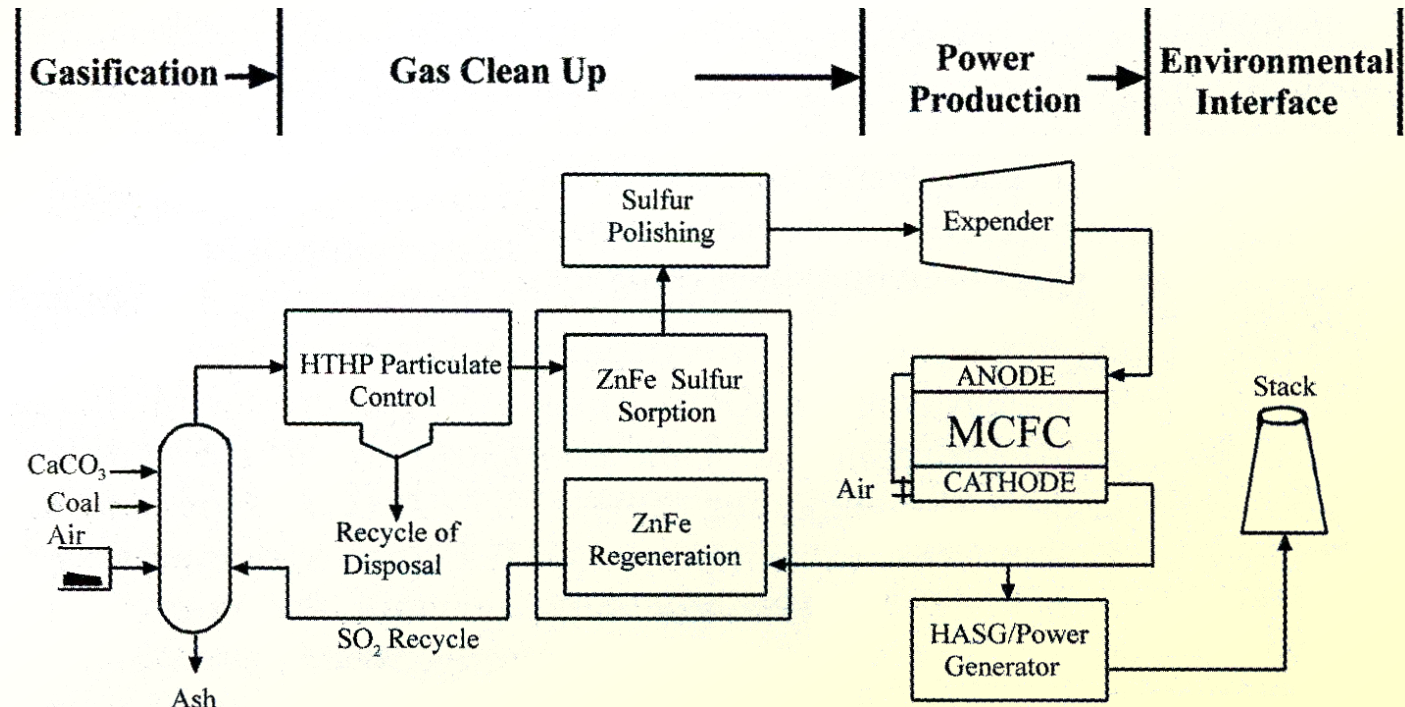 Gasification
Gas Clean Up
Power
Production
Environmental
Interface
Sulfur
Polishing
Expender
HTHP Particulate
Control
ZnFe Sulfur
Sorption
ANODE
MCFC
CATHODE
Air
Stack
CaCO₃
Coal
Air
Recycle of
Disposal
ZnFe
Regeneration
SO₂ Recycle
HASG/Power
Generator
Ash